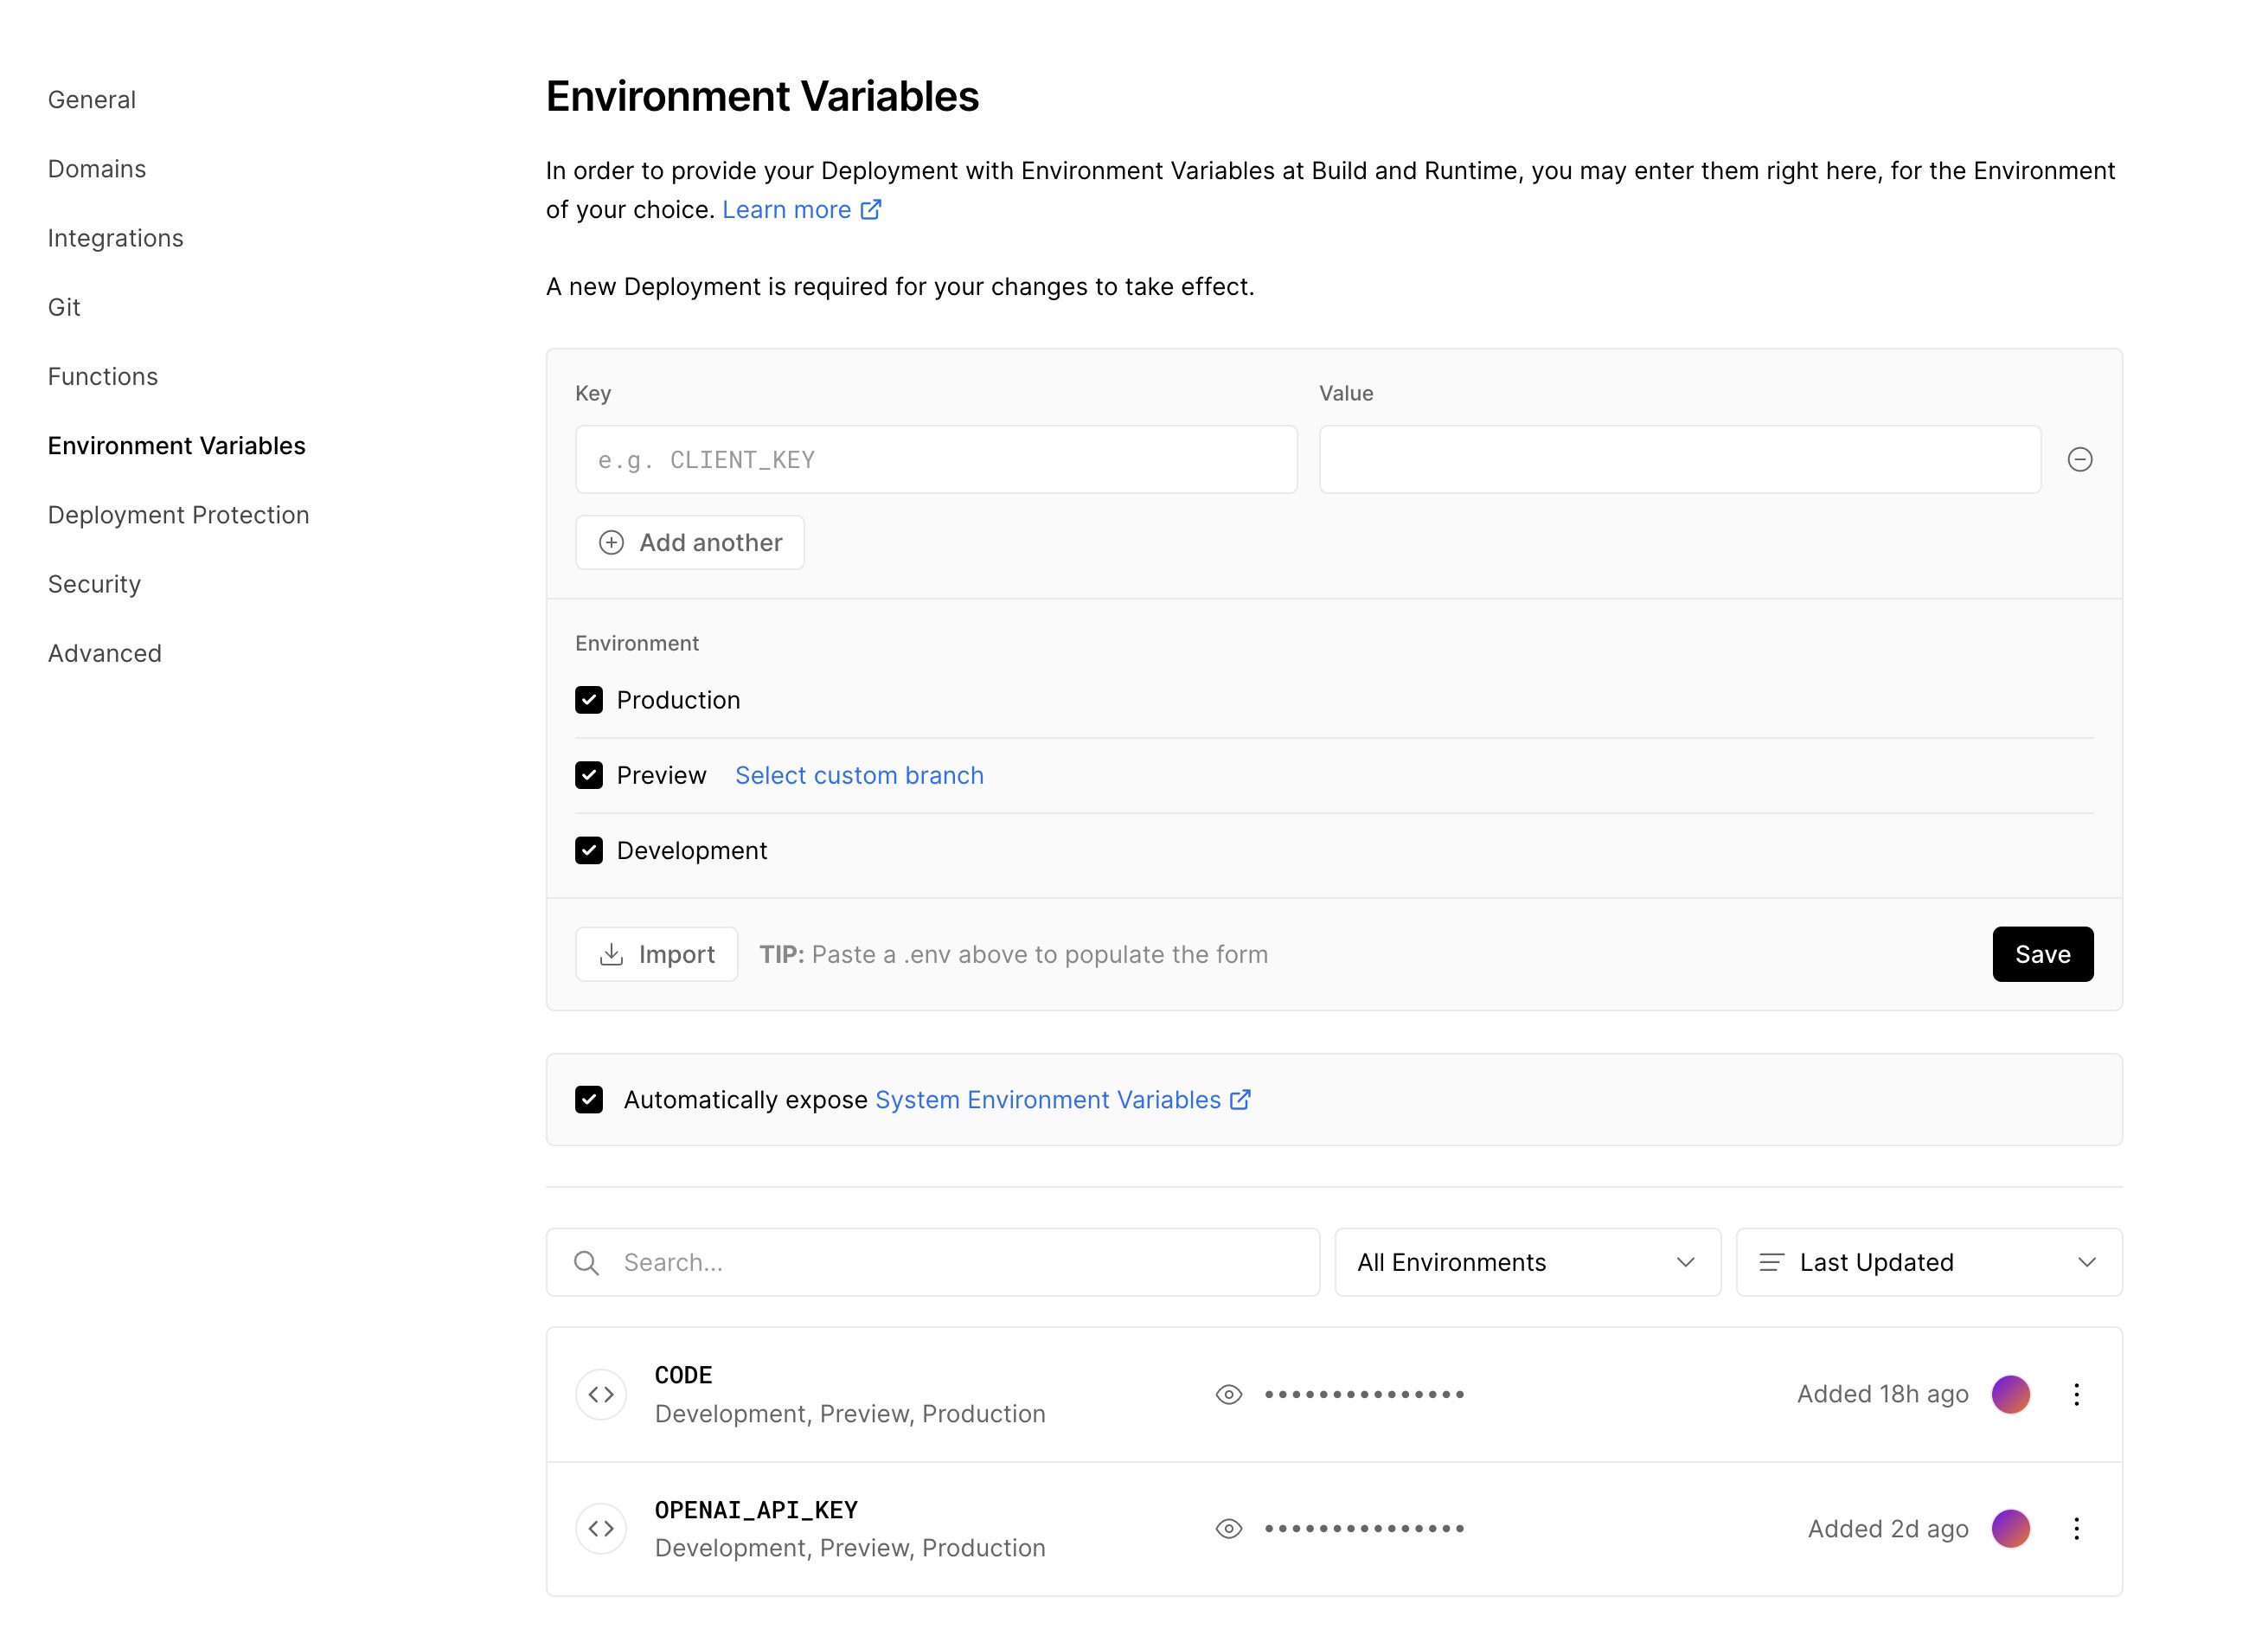 General
Domains
Integrations
Git
Functions
Environment Variables
Deployment Protection
Security
Advanced
Environment Variables
In order to provide your Deployment with Environment Variables at Build and Runtime, you may enter them right here, for the Environment
of your choice. Learn more
A new Deployment is required for your changes to take effect.
Key Value
e.g. CLIENT_KEY
Add another
Environment
Production
Preview Select custom branch
Development
Import TIP: Paste a .env above to populate the form Save
Automatically expose System Environment Variables
Search... All Environments Last Updated
CODE
Development, Preview, Production
•••••••••••••••
Added 18h ago
OPENAI_API_KEY
Development, Preview, Production
•••••••••••••••
Added 2d ago